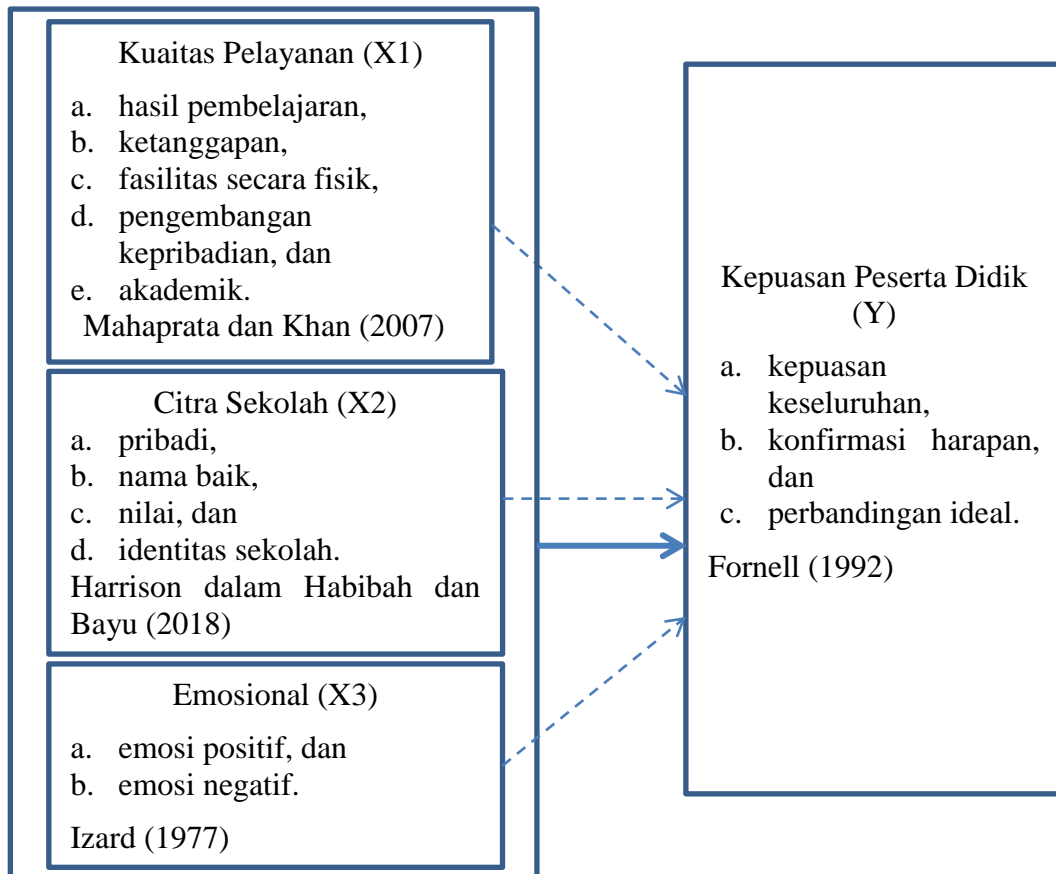 Kuaitas Pelayanan (X1)
a. hasil pembelajaran,
b. ketanggapan,
c. fasilitas secara fisik,
d. pengembangan
kepribadian, dan
e. akademik.
Mahaprata dan Khan (2007)
Citra Sekolah (X2)
a. pribadi,
b. nama baik,
c. nilai, dan
d. identitas sekolah.
Harrison dalam Habibah dan
Bayu (2018)
Emosional (X3)
a. emosi positif, dan
b. emosi negatif.
Izard (1977)
Kepuasan Peserta Didik
(Y)
a. kepuasan
keseluruhan,
b. konfirmasi harapan,
dan
c. perbandingan ideal.
Fornell (1992)